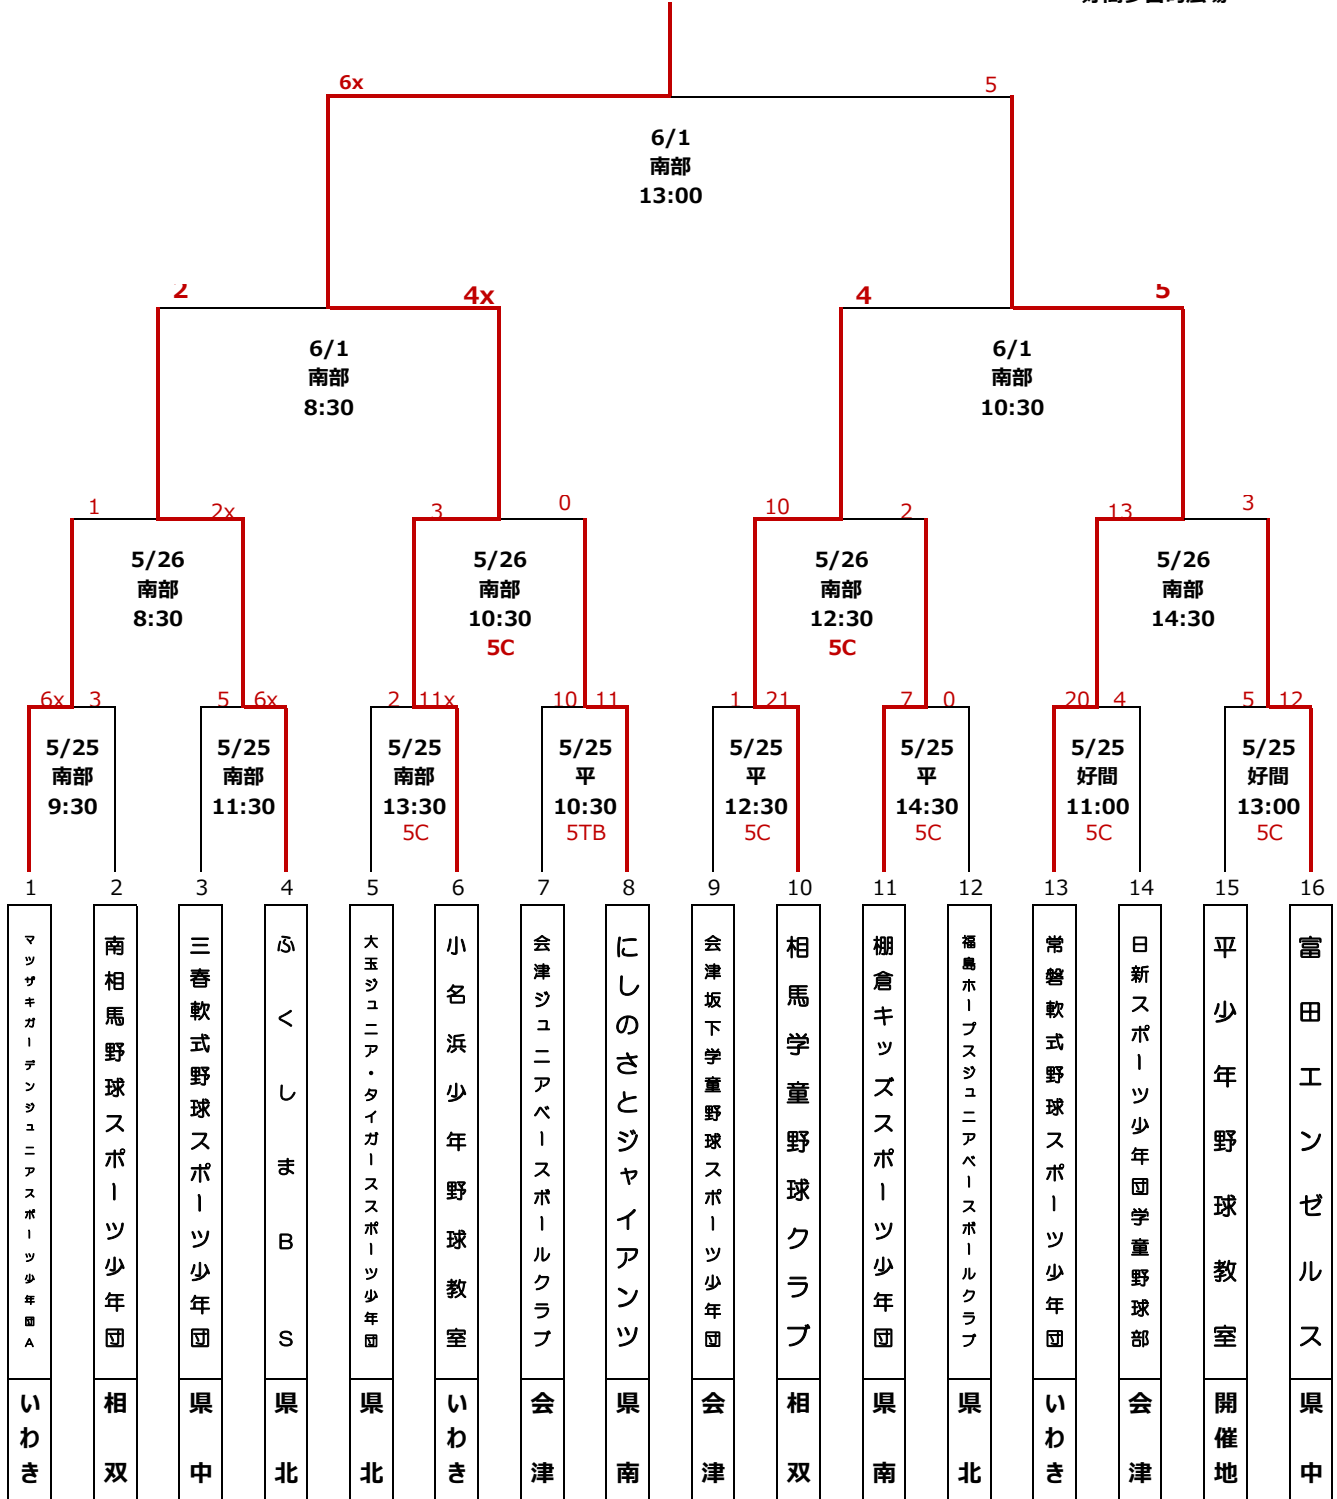 6x 5
6/1
南部
13:00
2 4x 4 5
6/1
南部
8:30
6/1
南部
10:30
1 2x 3 0 10 2 13 3
5/26
南部
8:30
5/26
南部
10:30
5C
5/26
南部
12:30
5C
5/26
南部
14:30
6x 3 5 6x 2 11x 10 11 1 21 7 0 20 4 5 12
5/25
南部
9:30
5/25
南部
11:30
5/25
南部
13:30
5C
5/25
平
10:30
5TB
5/25
平
12:30
5C
5/25
平
14:30
5C
5/25
好間
11:00
5C
5/25
好間
13:00
5C
1 2 3 4 5 6 7 8 9 10 11 12 13 14 15 16
マツザキガーデンジュニアスポーツ少年団A
南相馬野球スポーツ少年団
三春軟式野球スポーツ少年団
ふくしまBS
大玉ジュニア・タイガーススポーツ少年団
小名浜少年野球教室
会津ジュニアベースボールクラブ
にしのさとジャイアンツ
会津坂下学童野球スポーツ少年団
相馬学童野球クラブ
棚倉キッズスポーツ少年団
福島ホープスジュニアベースボールクラブ
常磐軟式野球スポーツ少年団
日新スポーツ少年団学童野球部
平少年野球教室
富田エンゼルス
いわき
相双
県中
県北
県北
いわき
会津
県南
会津
相双
県南
県北
いわき
会津
開催地
県中